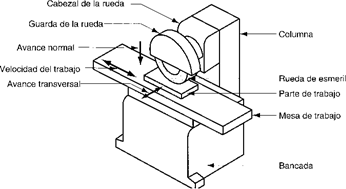 Cabezal de la rueda
Guarda de la rueda
Avance normal
Columna
Velocidad del trabajo
Avance transversal
Rueda de esmeril
Parte de trabajo
Mesa de trabajo
Bancada